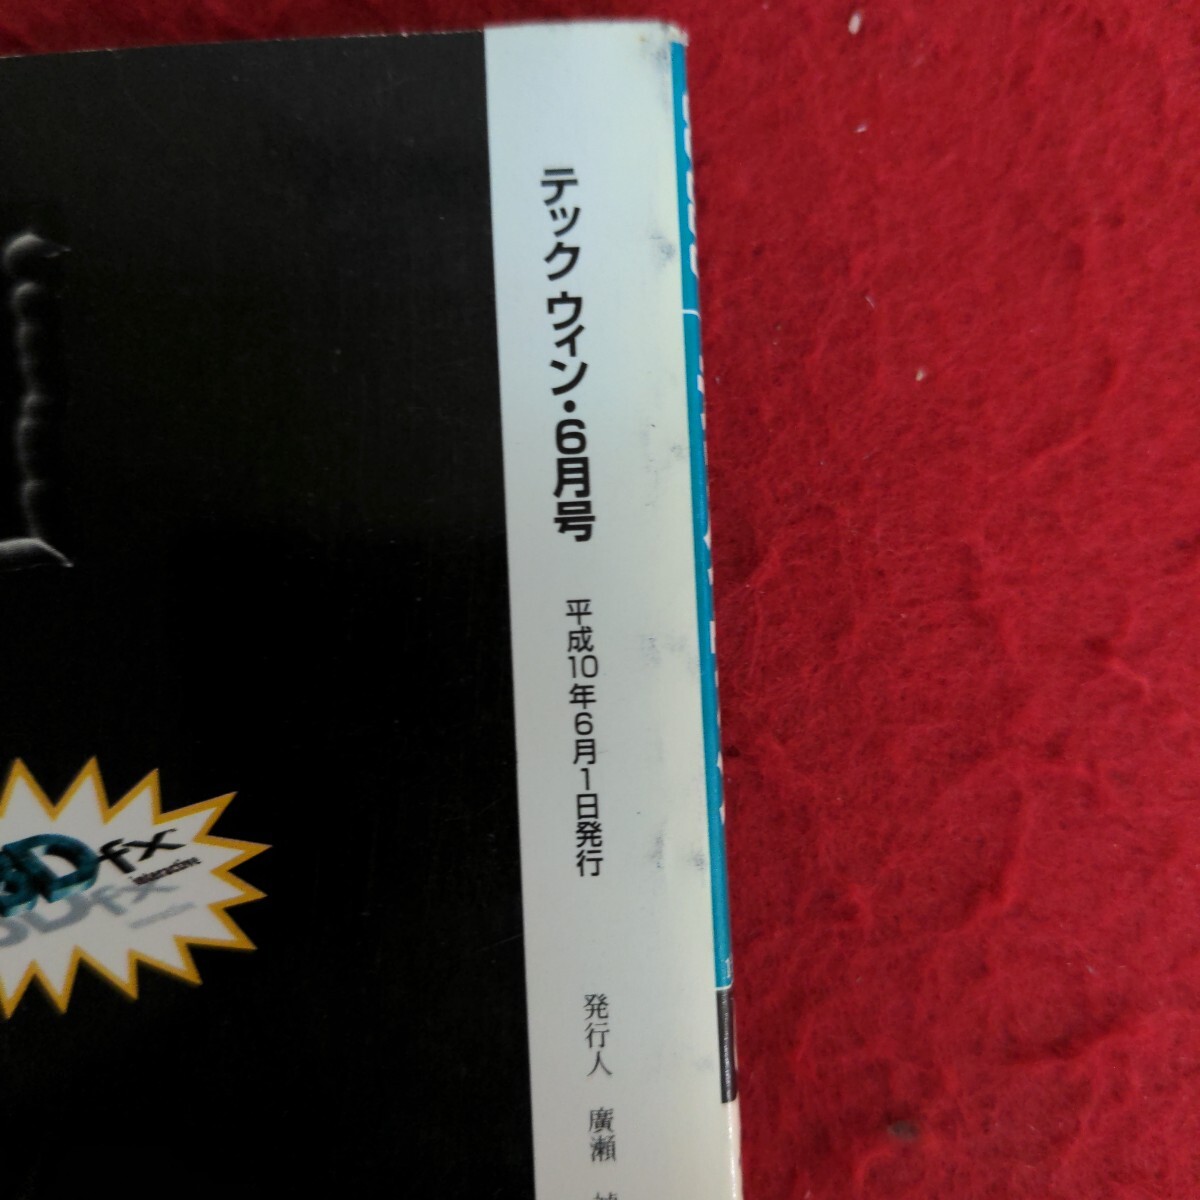 テックウィン・6月号 平成10年6月1日発行 発行人 廣瀬
3Dfx
interactive